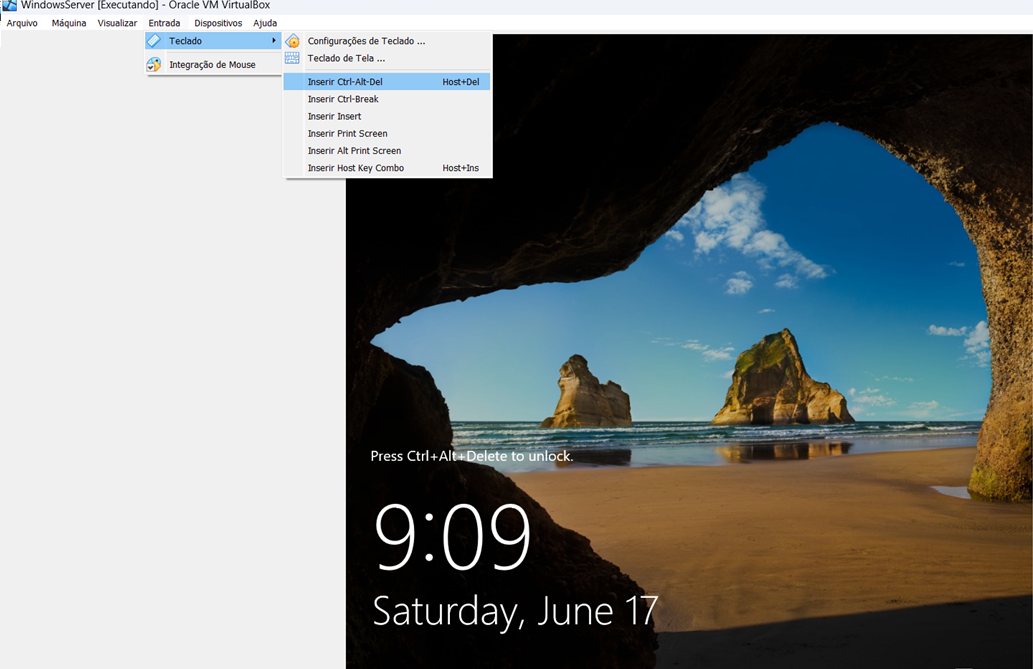 WindowsServer [Executando] - Oracle VM VirtualBox
Arquivo Máquina Visualizar Entrada Dispositivos Ajuda
Teclado
Integração de Mouse
Configurações de Teclado ...
Teclado de Tela ...
Inserir Ctrl-Alt-Del Host+Del
Inserir Ctrl-Break
Inserir Insert
Inserir Print Screen
Inserir Alt Print Screen
Inserir Host Key Combo Host+Ins
Press Ctrl+Alt+Delete to unlock.
9:09
Saturday, June 17